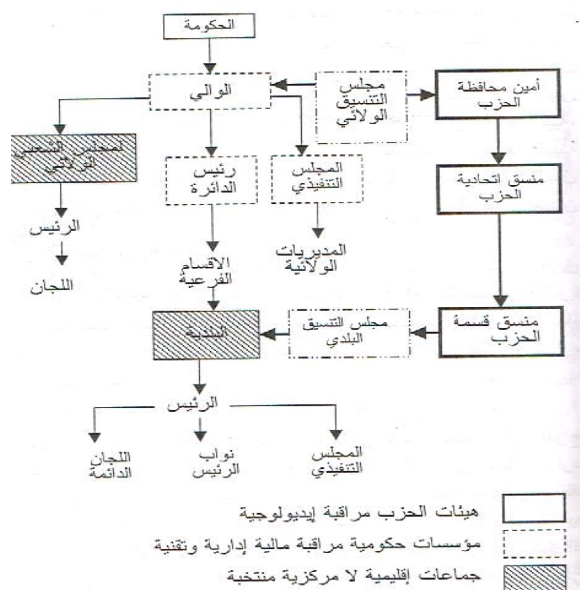 الحكومة
الوالي
مجلس
التنسيق
الولائي
أمين محافظة
الحزب
لمجلس الشعبي
الولائي
رئيس
الدائرة
المجلس
التنفيذي
منسق اتحادية
الحزب
الرئيس
اللجان
الاقسام
الفرعية
المديريات
الولائية
البلدية
مجلس التنسيق
البلدي
منسق قسمة
الحزب
الرئيس
اللجان
الدائمة
نواب
الرئيس
المجلس
التنفيذي
هيئات الحزب مراقبة إيديولوجية
مؤسسات حكومية مراقبة مالية إدارية وتقنية
جماعات إقليمية لا مركزية منتخبة